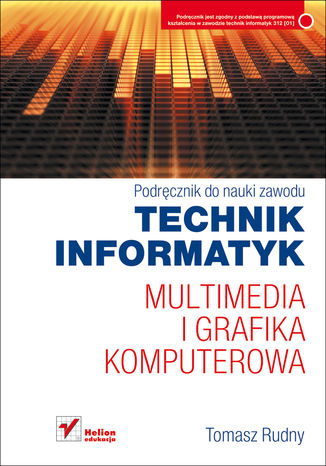 Podręcznik jest zgodny z podstawą programową
kształcenia w zawodzie technik informatyk 312 [01]
Podręcznik do nauki zawodu
TECHNIK
INFORMATYK
MULTIMEDIA
I GRAFIKA
KOMPUTEROWA
Helion
edukacja
Tomasz Rudny